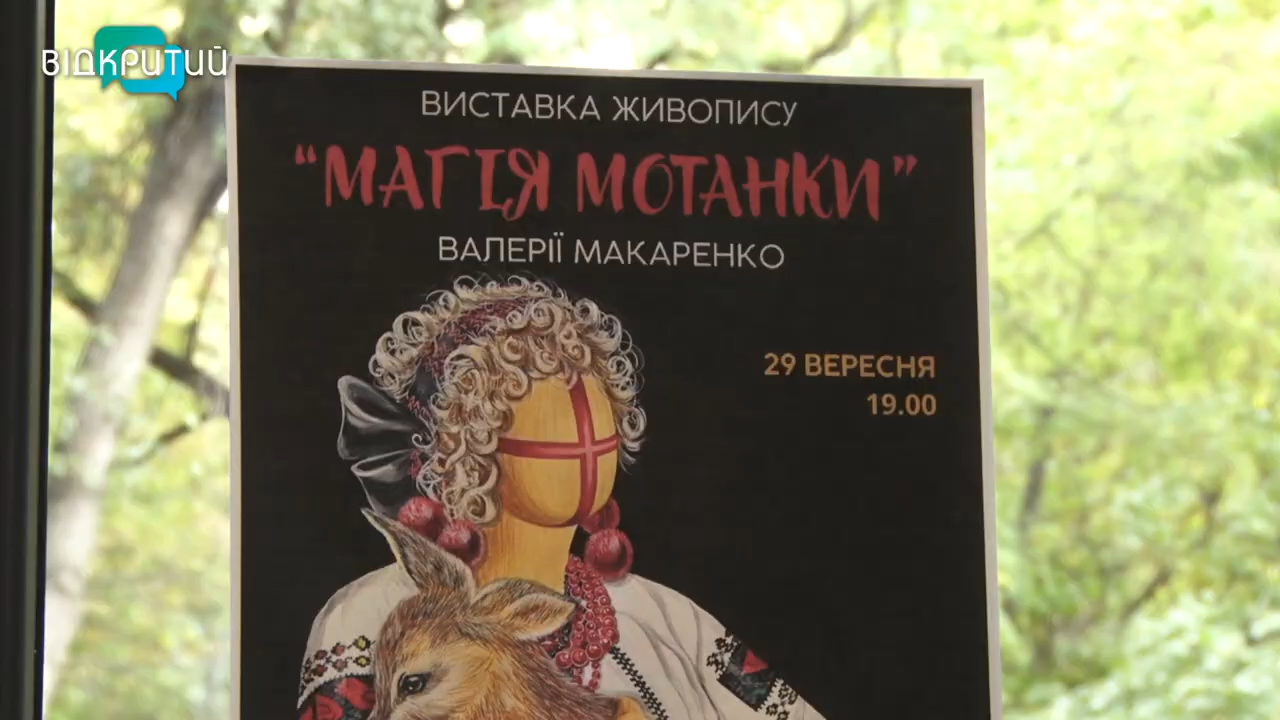 ВІДКРИТИЙ
ВИСТАВКА ЖИВОПИСУ
“МАГІЯ МОТАНКИ”
ВАЛЕРІЇ МАКАРЕНКО
29 ВЕРЕСНЯ
19.00